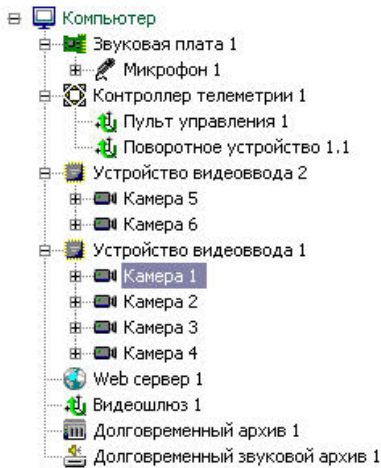 Компьютер
Звуковая плата 1
Микрофон 1
Контроллер телеметрии 1
Пульт управления 1
Поворотное устройство 1.1
Устройство видеоввода 2
Камера 5
Камера 6
Устройство видеоввода 1
Камера 1
Камера 2
Камера 3
Камера 4
Web сервер 1
Видеошлюз 1
Долговременный архив 1
Долговременный звуковой архив 1